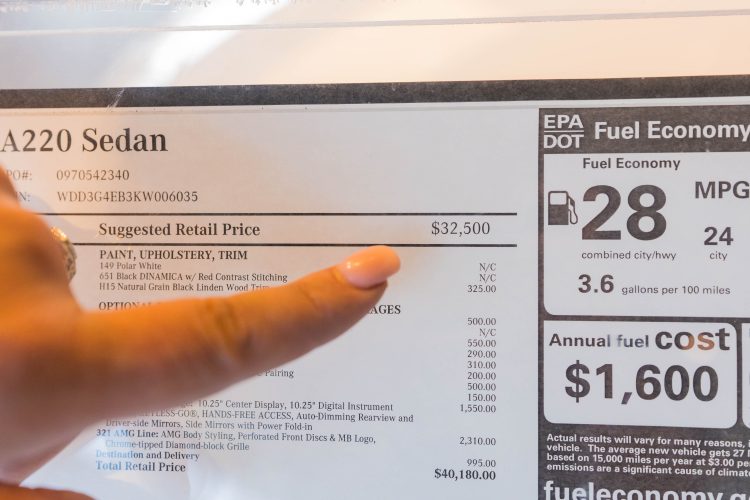 A220 Sedan
PO#: 0970542340
IN: WDD3G4EB3KW006035
Suggested Retail Price $32,500
PAINT, UPHOLSTERY, TRIM
149 Polar White N/C
651 Black DINAMICA w/ Red Contrast Stitching N/C
H15 Natural Grain Black Linden Wood Trim 325.00
OPTIONAL AGES
500.00
N/C
550.00
290.00
310.00
200.00
500.00
150.00
10.25" Center Display, 10.25" Digital Instrument
KEYLESS-GO®, HANDS-FREE ACCESS, Auto-Dimming Rearview and 1,550.00
Driver-side Mirrors, Side Mirrors with Power Fold-in
321 AMG Line: AMG Body Styling, Perforated Front Discs & MB Logo, 2,310.00
Chrome-tipped Diamond-block Grille
Destination and Delivery 995.00
Total Retail Price $40,180.00
EPA
DOT
Fuel Economy
Fuel Economy
28
MPG
24
combined city/hwy
city
3.6 gallons per 100 miles
Annual fuel cost
$1,600
Actual results will vary for many reasons,
vehicle. The average new vehicle gets 27
based on 15,000 miles per year at $3.00 pe
emissions are a significant cause of climat
fueleconomy.g